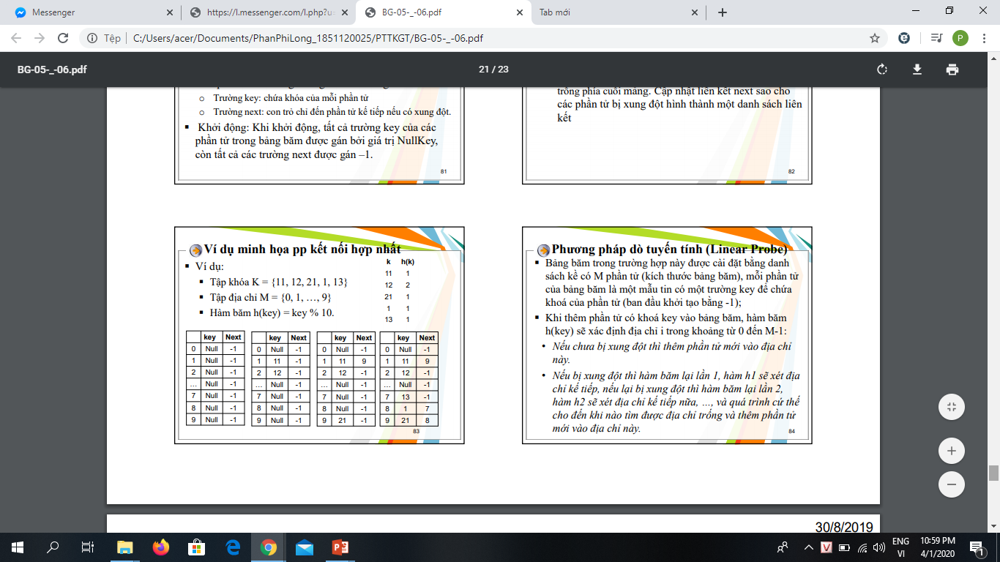 Messenger
https://l.messenger.com/l.php?u=
BG-05-_-06.pdf
Tab mới
Tệp
C:/Users/acer/Documents/PhanPhiLong_1851120025/PTTKGT/BG-05-_-06.pdf
P
BG-05-_-06.pdf
21 / 23
o Trường key: chứa khóa của mỗi phần tử
o Trường next: con trỏ chỉ đến phần tử kế tiếp nếu có xung đột.
▪ Khởi động: Khi khởi động, tất cả trường key của các
phần tử trong bảng băm được gán bởi giá trị NullKey,
còn tất cả các trường next được gán –1.
81
trống phía cuối mảng. Cập nhật liên kết next sao cho
các phần tử bị xung đột hình thành một danh sách liên
kết
82
Ví dụ minh họa pp kết nối hợp nhất
▪ Ví dụ:
▪ Tập khóa K = {11, 12, 21, 1, 13}
▪ Tập địa chỉ M = {0, 1, …, 9}
▪ Hàm băm h(key) = key % 10.
k h(k)
11 1
12 2
21 1
1 1
13 1
key Next
0 Null -1
1 Null -1
2 Null -1
… Null -1
7 Null -1
8 Null -1
9 Null -1
key Next
0 Null -1
1 11 -1
2 12 -1
… Null -1
7 Null -1
8 Null -1
9 Null -1
key Next
0 Null -1
1 11 9
2 12 -1
… Null -1
7 Null -1
8 Null -1
9 21 -1
key Next
0 Null -1
1 11 9
2 12 -1
… Null -1
7 13 -1
8 1 7
9 21 8
83
Phương pháp dò tuyến tính (Linear Probe)
▪ Bảng băm trong trường hợp này được cài đặt bằng danh
sách kề có M phần tử (kích thước bảng băm), mỗi phần tử
của bảng băm là một mẫu tin có một trường key để chứa
khoá của phần tử (ban đầu khởi tạo bằng -1);
▪ Khi thêm phần tử có khoá key vào bảng băm, hàm băm
h(key) sẽ xác định địa chỉ i trong khoảng từ 0 đến M-1:
• Nếu chưa bị xung đột thì thêm phần tử mới vào địa chỉ
này.
• Nếu bị xung đột thì hàm băm lại lần 1, hàm h1 sẽ xét địa
chỉ kế tiếp, nếu lại bị xung đột thì hàm băm lại lần 2,
hàm h2 sẽ xét địa chỉ kế tiếp nữa, …, và quá trình cứ thế
cho đến khi nào tìm được địa chỉ trống và thêm phần tử
mới vào địa chỉ này.
84
30/8/2019
ENG
VI
10:59 PM
4/1/2020
1